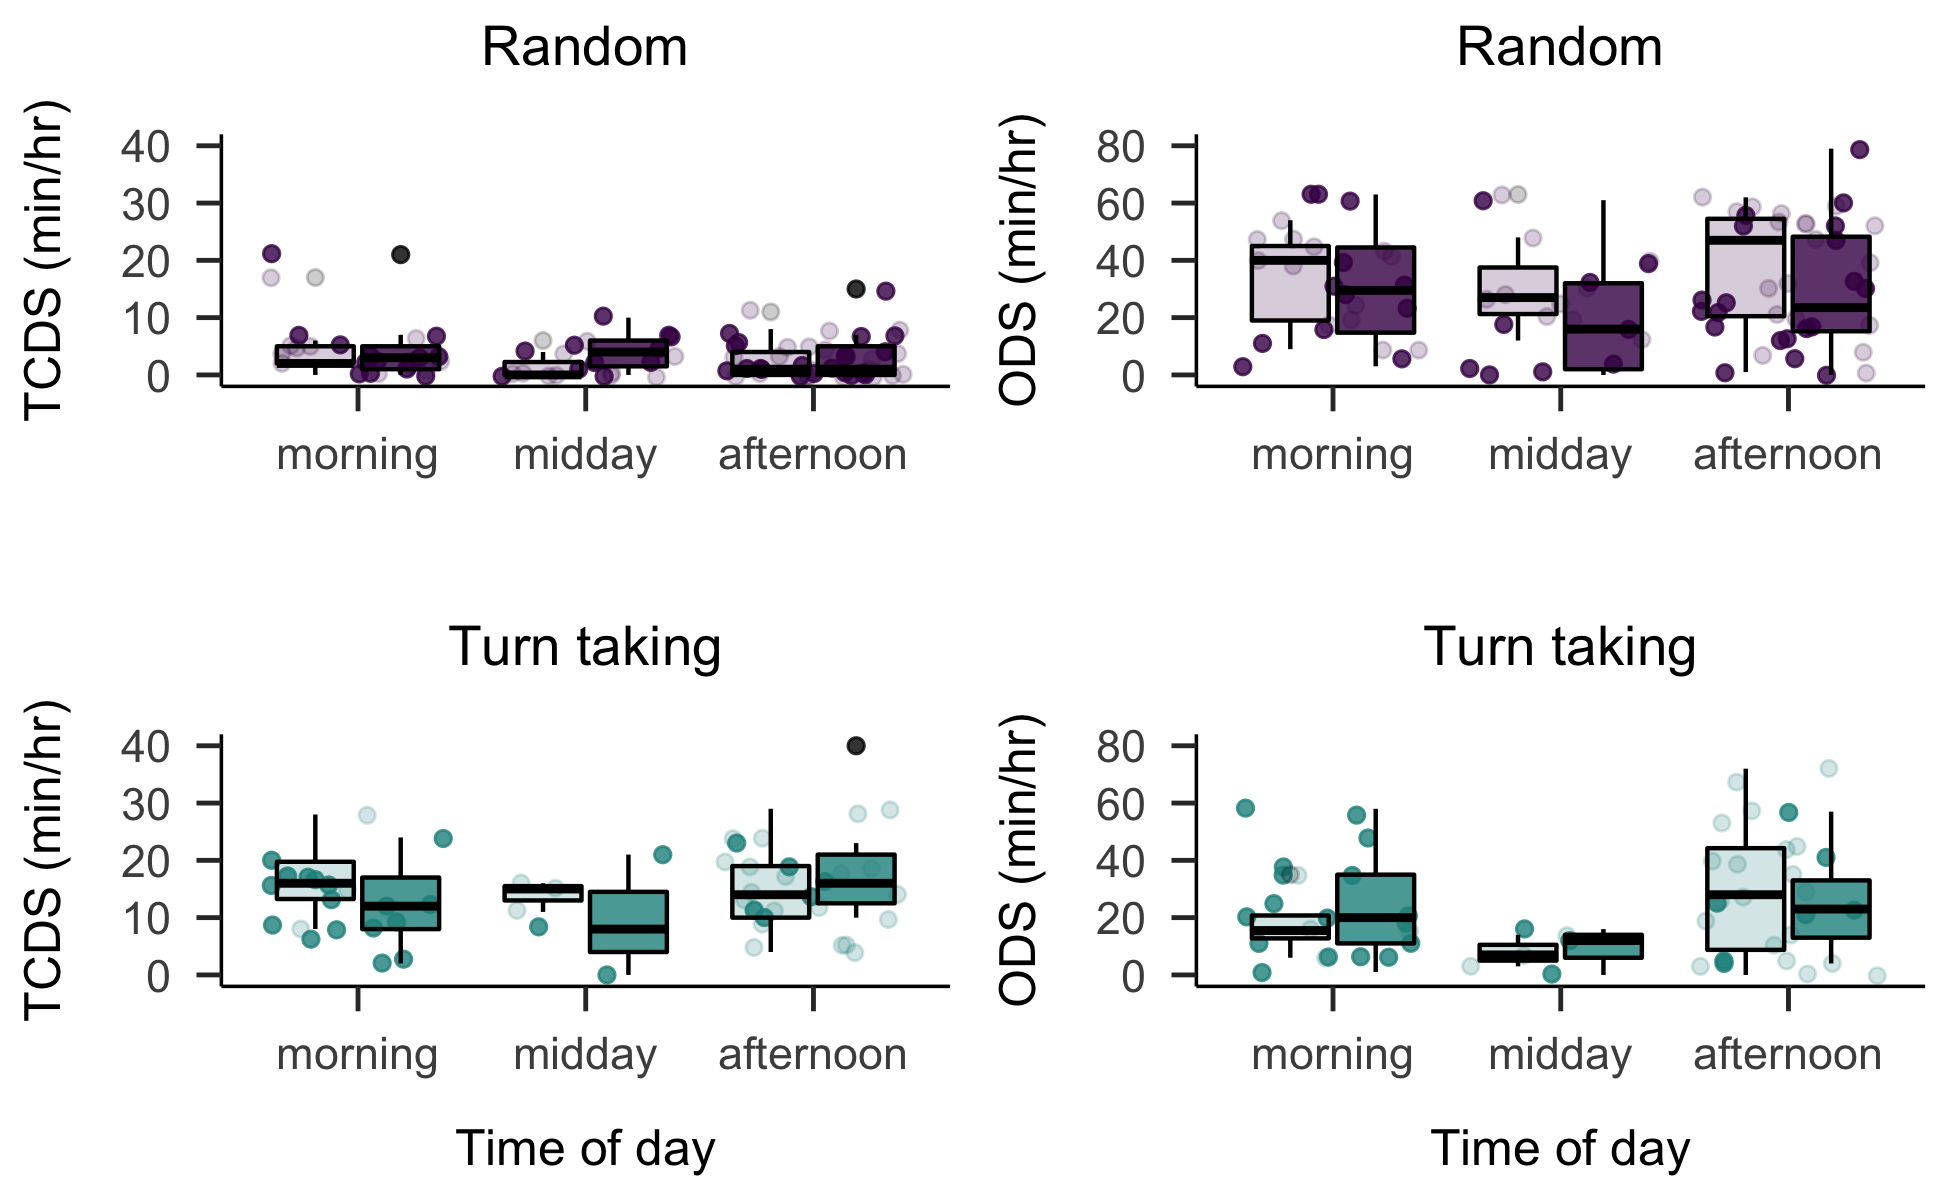 Random
TCDS (min/hr)
40
30
20
10
0
morning midday afternoon
Random
ODS (min/hr)
80
60
40
20
0
morning midday afternoon
Turn taking
TCDS (min/hr)
40
30
20
10
0
morning midday afternoon
Time of day
Turn taking
ODS (min/hr)
80
60
40
20
0
morning midday afternoon
Time of day